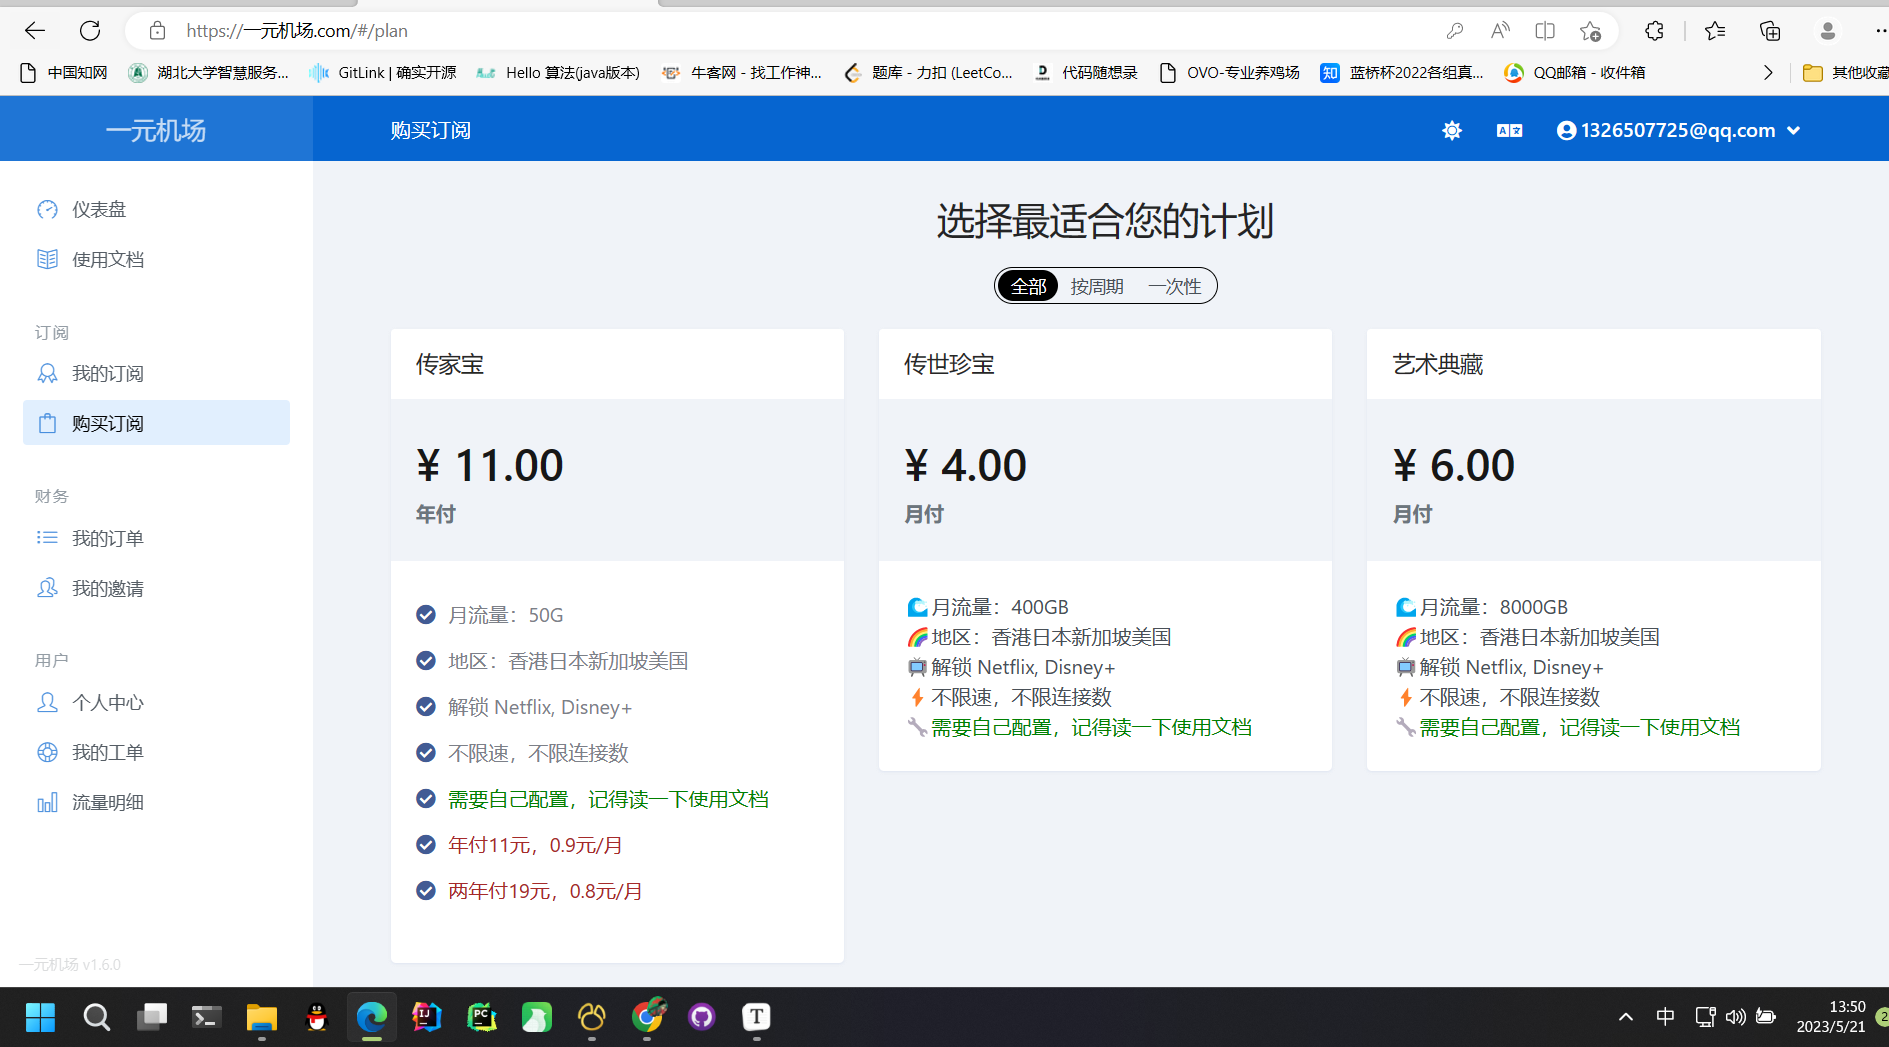 https://一元机场.com/#/plan
中国知网
湖北大学智慧服务...
GitLink | 确实开源
Hello 算法(java版本)
牛客网 - 找工作神...
题库 - 力扣 (LeetCo...
代码随想录
OVO-专业养鸡场
知 蓝桥杯2022各组真...
QQ邮箱 - 收件箱
其他收藏
一元机场
购买订阅
1326507725@qq.com
仪表盘
使用文档
订阅
我的订阅
购买订阅
财务
我的订单
我的邀请
用户
个人中心
我的工单
流量明细
一元机场 v1.6.0
选择最适合您的计划
全部 按周期 一次性
传家宝
¥ 11.00
年付
月流量：50G
地区：香港日本新加坡美国
解锁 Netflix, Disney+
不限速，不限连接数
需要自己配置，记得读一下使用文档
年付11元，0.9元/月
两年付19元，0.8元/月
传世珍宝
¥ 4.00
月付
月流量：400GB
地区：香港日本新加坡美国
解锁 Netflix, Disney+
不限速，不限连接数
需要自己配置，记得读一下使用文档
艺术典藏
¥ 6.00
月付
月流量：8000GB
地区：香港日本新加坡美国
解锁 Netflix, Disney+
不限速，不限连接数
需要自己配置，记得读一下使用文档
中
13:50
2023/5/21
2